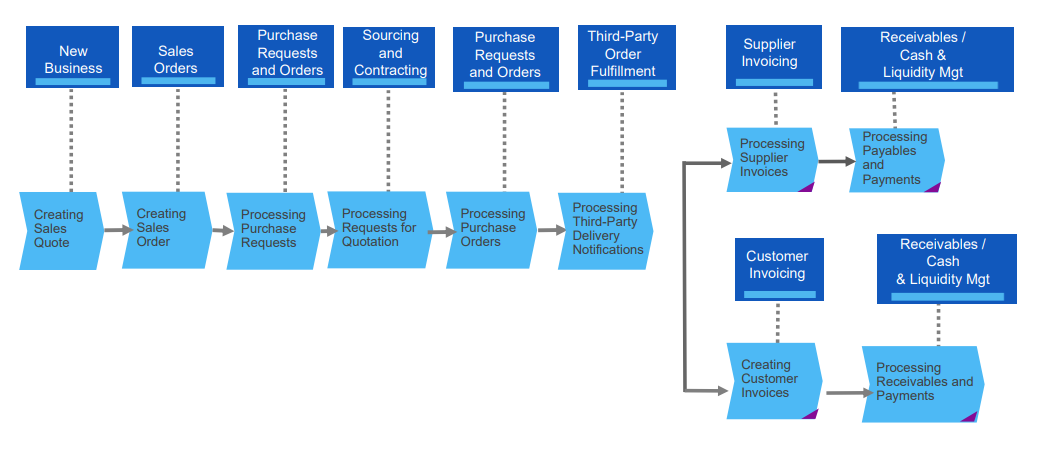 New
Business
Sales
Orders
Purchase
Requests
and Orders
Sourcing
and
Contracting
Purchase
Requests
and Orders
Third-Party
Order
Fulfillment
Supplier
Invoicing
Receivables /
Cash &
Liquidity Mgt
Creating
Sales
Quote
Creating
Sales
Order
Processing
Purchase
Requests
Processing
Requests for
Quotation
Processing
Purchase
Orders
Processing
Third-Party
Delivery
Notifications
Processing
Supplier
Invoices
Processing
Payables
and
Payments
Customer
Invoicing
Receivables /
Cash
& Liquidity Mgt
Creating
Customer
Invoices
Processing
Receivables and
Payments